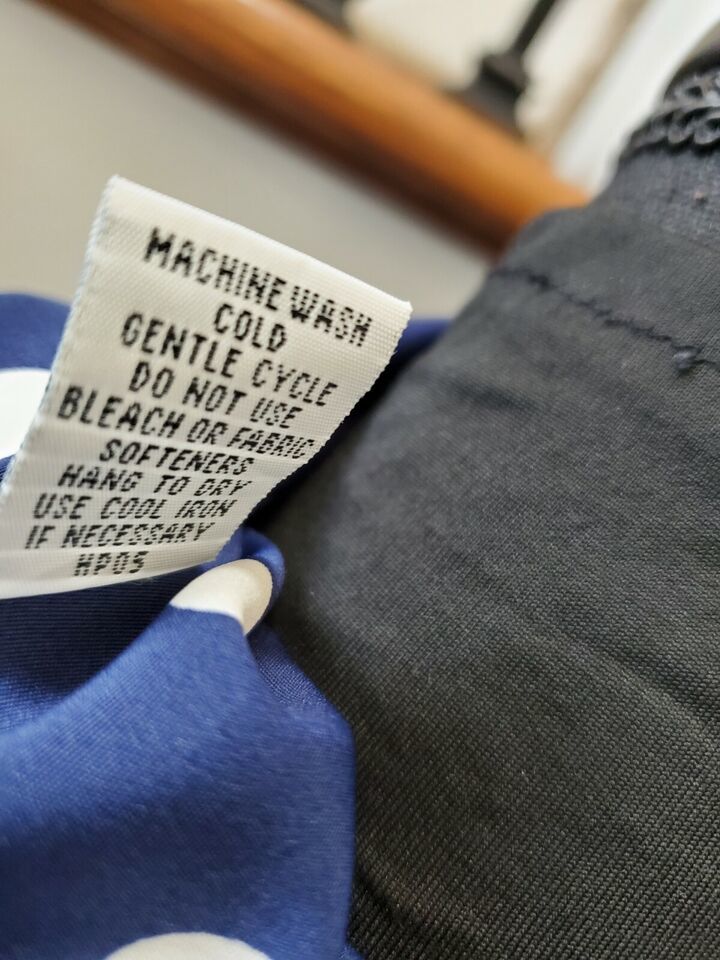 MACHINE WASH
COLD
GENTLE CYCLE
DO NOT USE
BLEACH OR FABRIC
SOFTENERS
HANG TO DRY
USE COOL IRON
IF NECESSARY
HP05